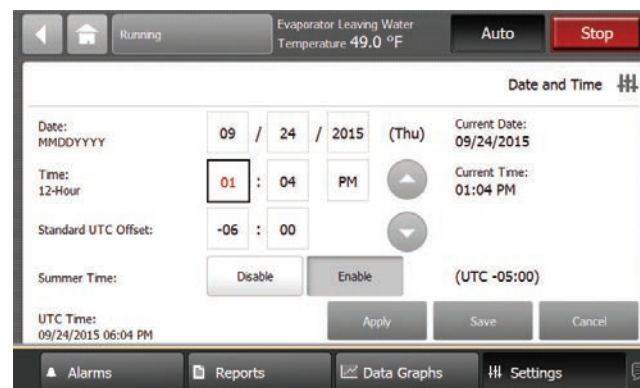 Running
Evaporator Leaving Water
Temperature 49.0 °F
Auto
Stop
Date and Time
Date:
MMDDYYYY
09 / 24 / 2015 (Thu)
Current Date:
09/24/2015
Time:
12-Hour
01 : 04 PM
Current Time:
01:04 PM
Standard UTC Offset:
-06 : 00
Summer Time:
Disable
Enable
(UTC -05:00)
UTC Time:
09/24/2015 06:04 PM
Apply
Save
Cancel
Alarms
Reports
Data Graphs
Settings